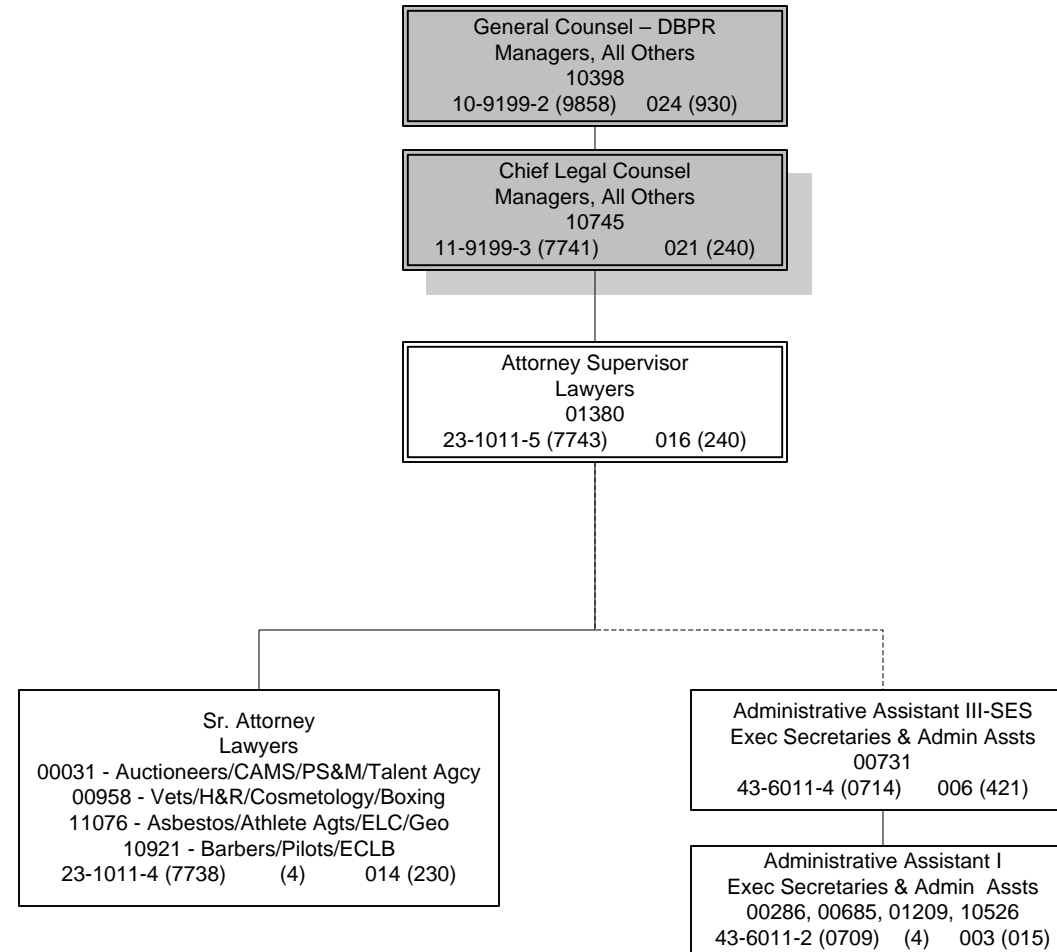 General Counsel – DBPR
Managers, All Others
10398
10-9199-2 (9858) 024 (930)
Chief Legal Counsel
Managers, All Others
10745
11-9199-3 (7741) 021 (240)
Attorney Supervisor
Lawyers
01380
23-1011-5 (7743) 016 (240)
Sr. Attorney
Lawyers
00031 - Auctioneers/CAMS/PS&M/Talent Agcy
00958 - Vets/H&R/Cosmetology/Boxing
11076 - Asbestos/Athlete Agts/ELC/Geo
10921 - Barbers/Pilots/ECLB
23-1011-4 (7738) (4) 014 (230)
Administrative Assistant III-SES
Exec Secretaries & Admin Assts
00731
43-6011-4 (0714) 006 (421)
Administrative Assistant I
Exec Secretaries & Admin Assts
00286, 00685, 01209, 10526
43-6011-2 (0709) (4) 003 (015)